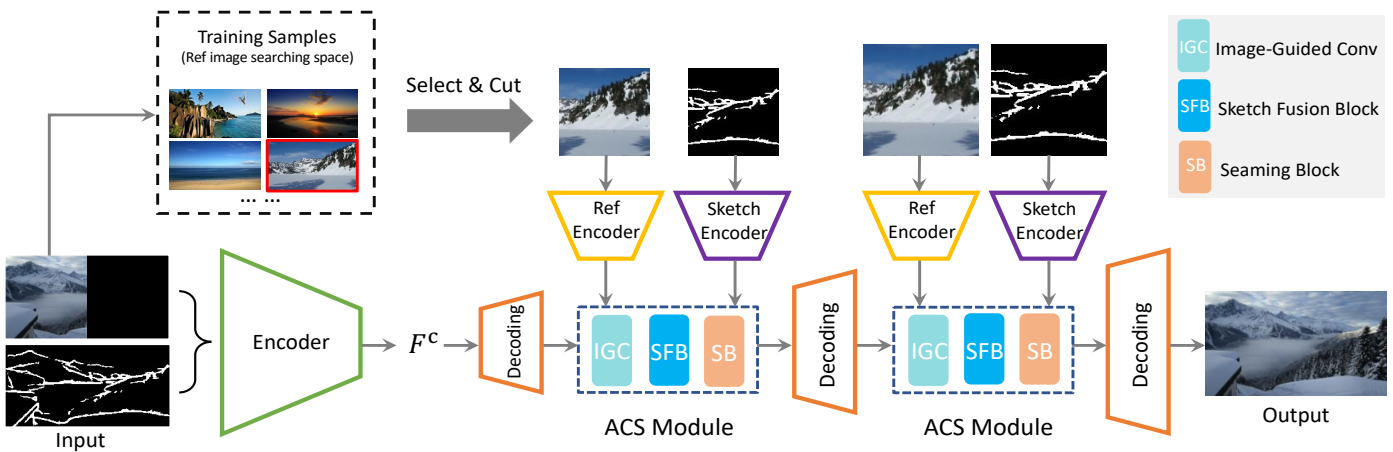 Training Samples
(Ref image searching space)
... ...
Select & Cut
IGC Image-Guided Conv
SFB Sketch Fusion Block
SB Seaming Block
Ref
Encoder
Sketch
Encoder
Ref
Encoder
Sketch
Encoder
Input
Encoder
F^c
Decoding
IGC
SFB
SB
ACS Module
Decoding
IGC
SFB
SB
ACS Module
Decoding
Output